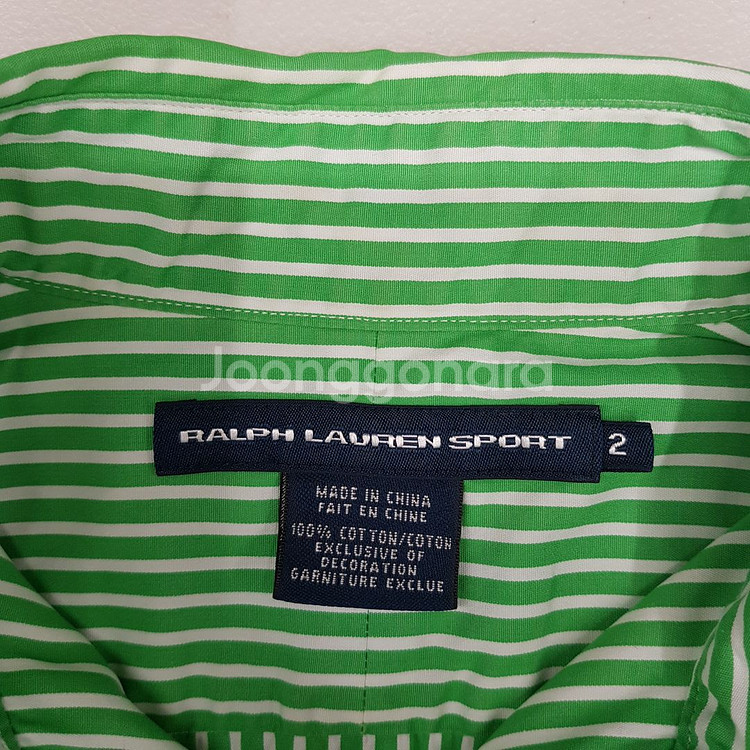 Joonggonara
RALPH LAUREN SPORT 2
MADE IN CHINA
FAIT EN CHINE
100% COTTON/COTON
EXCLUSIVE OF
DECORATION
GARNITURE EXCLUE